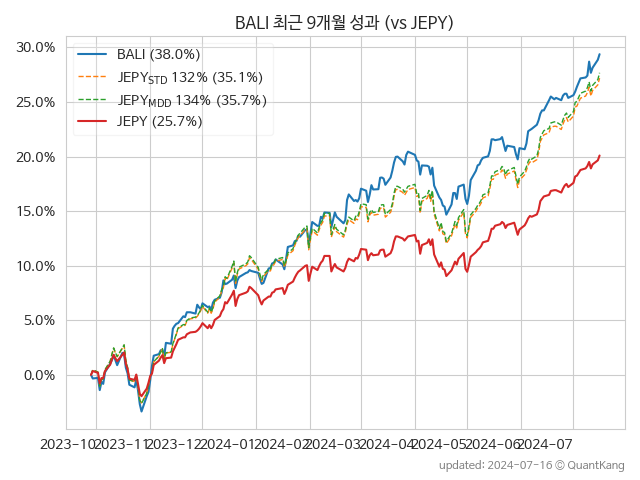 BALI 최근 9개월 성과 (vs JEPY)
30.0%
25.0%
20.0%
15.0%
10.0%
5.0%
0.0%
BALI (38.0%)
JEPY_STD 132% (35.1%)
JEPY_MDD 134% (35.7%)
JEPY (25.7%)
2023-10 2023-11 2023-12 2024-01 2024-02 2024-03 2024-04 2024-05 2024-06 2024-07
updated: 2024-07-16 © QuantKang